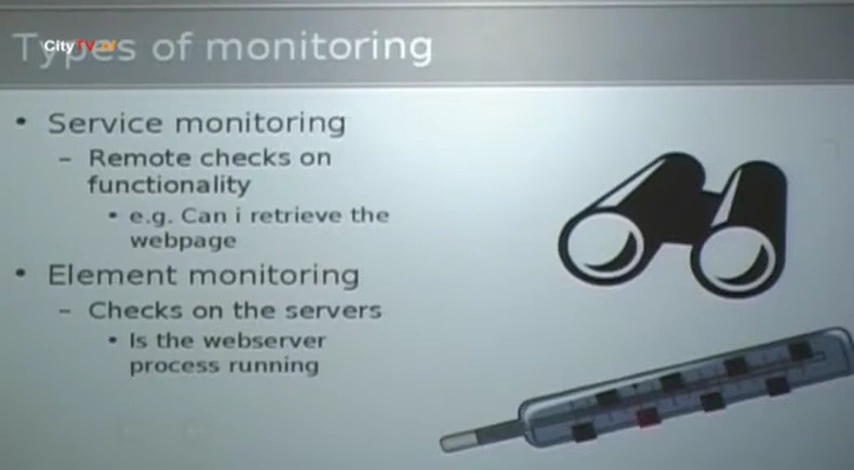 Types of monitoring
CityTV.TV
• Service monitoring
– Remote checks on
functionality
• e.g. Can i retrieve the
webpage
• Element monitoring
– Checks on the servers
• Is the webserver
process running